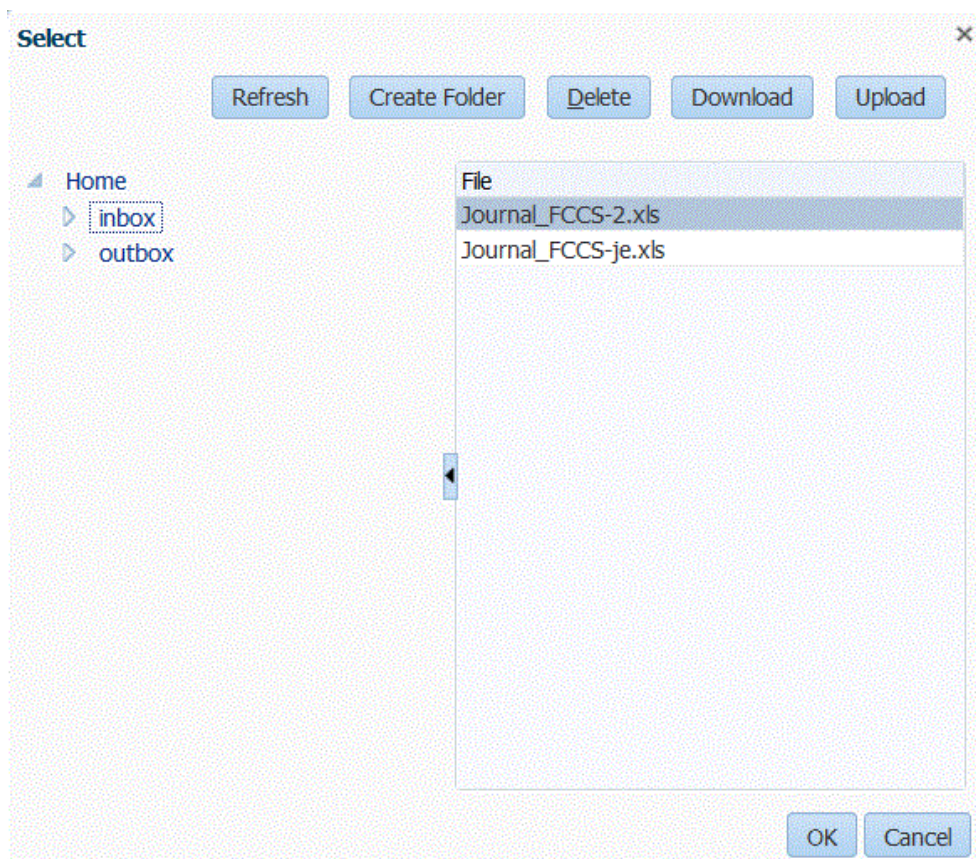 Select
Refresh Create Folder Delete Download Upload
Home
inbox
outbox
File
Journal_FCCS-2.xls
Journal_FCCS-je.xls
OK Cancel